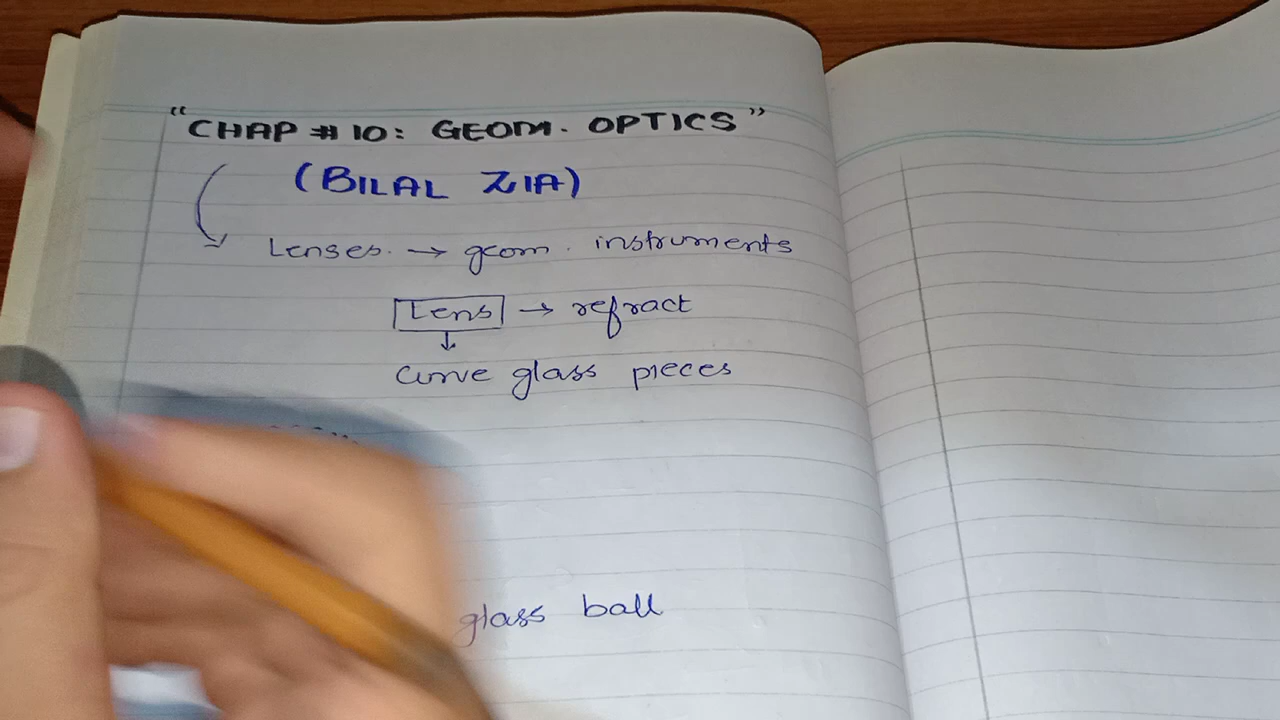 "CHAP # 10: GEOM. OPTICS"
(BILAL ZIA)
Lenses. → geom. instruments
Lens → refract
↓
curve glass pieces
glass ball